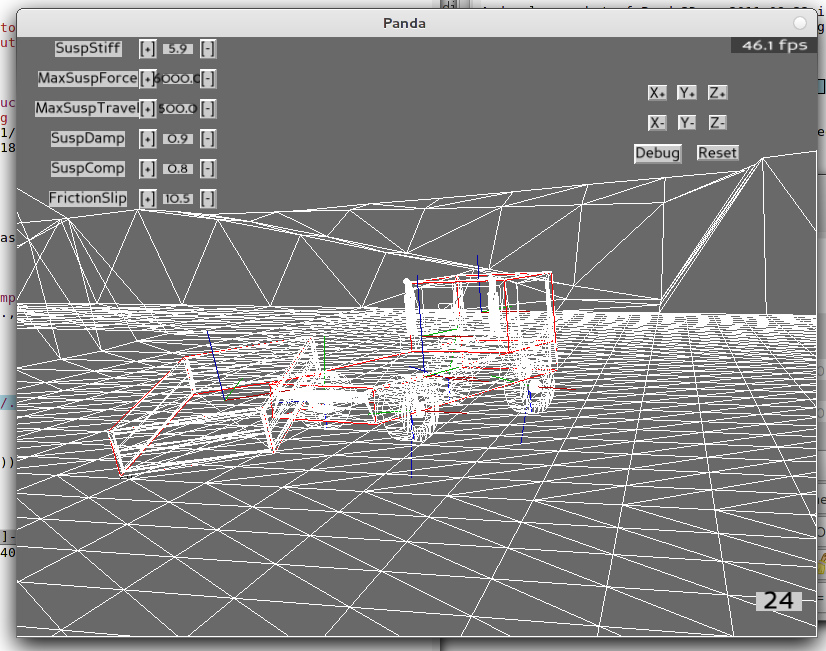 Panda
46.1 fps
SuspStiff [+] 5.9 [-]
MaxSuspForce [+] 6000.0 [-]
MaxSuspTravel [+] 500.0 [-]
SuspDamp [+] 0.9 [-]
SuspComp [+] 0.8 [-]
FrictionSlip [+] 10.5 [-]
X+ Y+ Z+
X- Y- Z-
Debug Reset
24